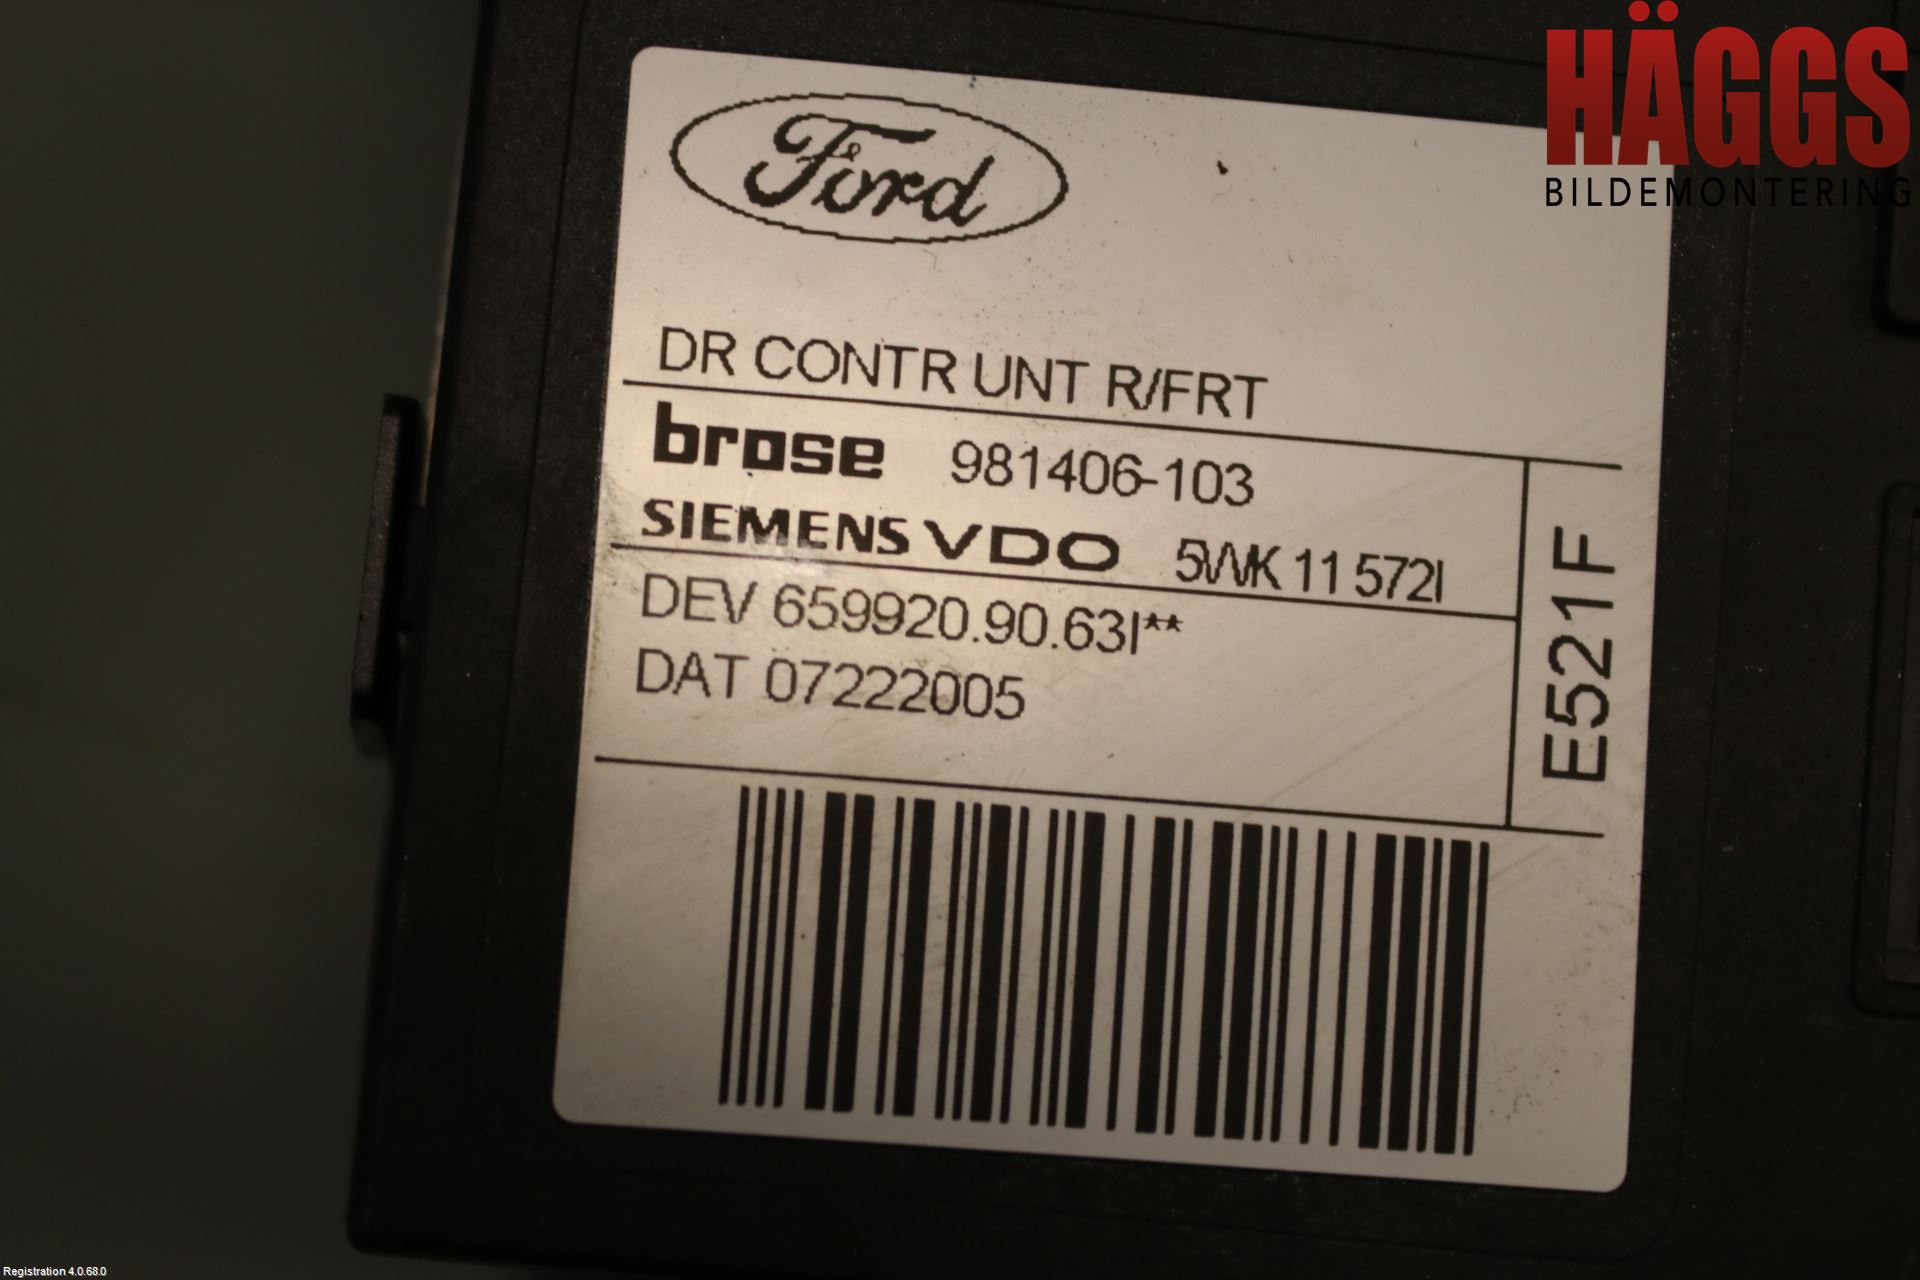 HÄGGS
BILDEMONTERING
Ford
DR CONTR UNT R/FRT
brose 981406-103
SIEMENS VDO 5WK 11 572I
DEV 659920.90.63I**
DAT 07222005
E521F
Registration 4.0.68.0